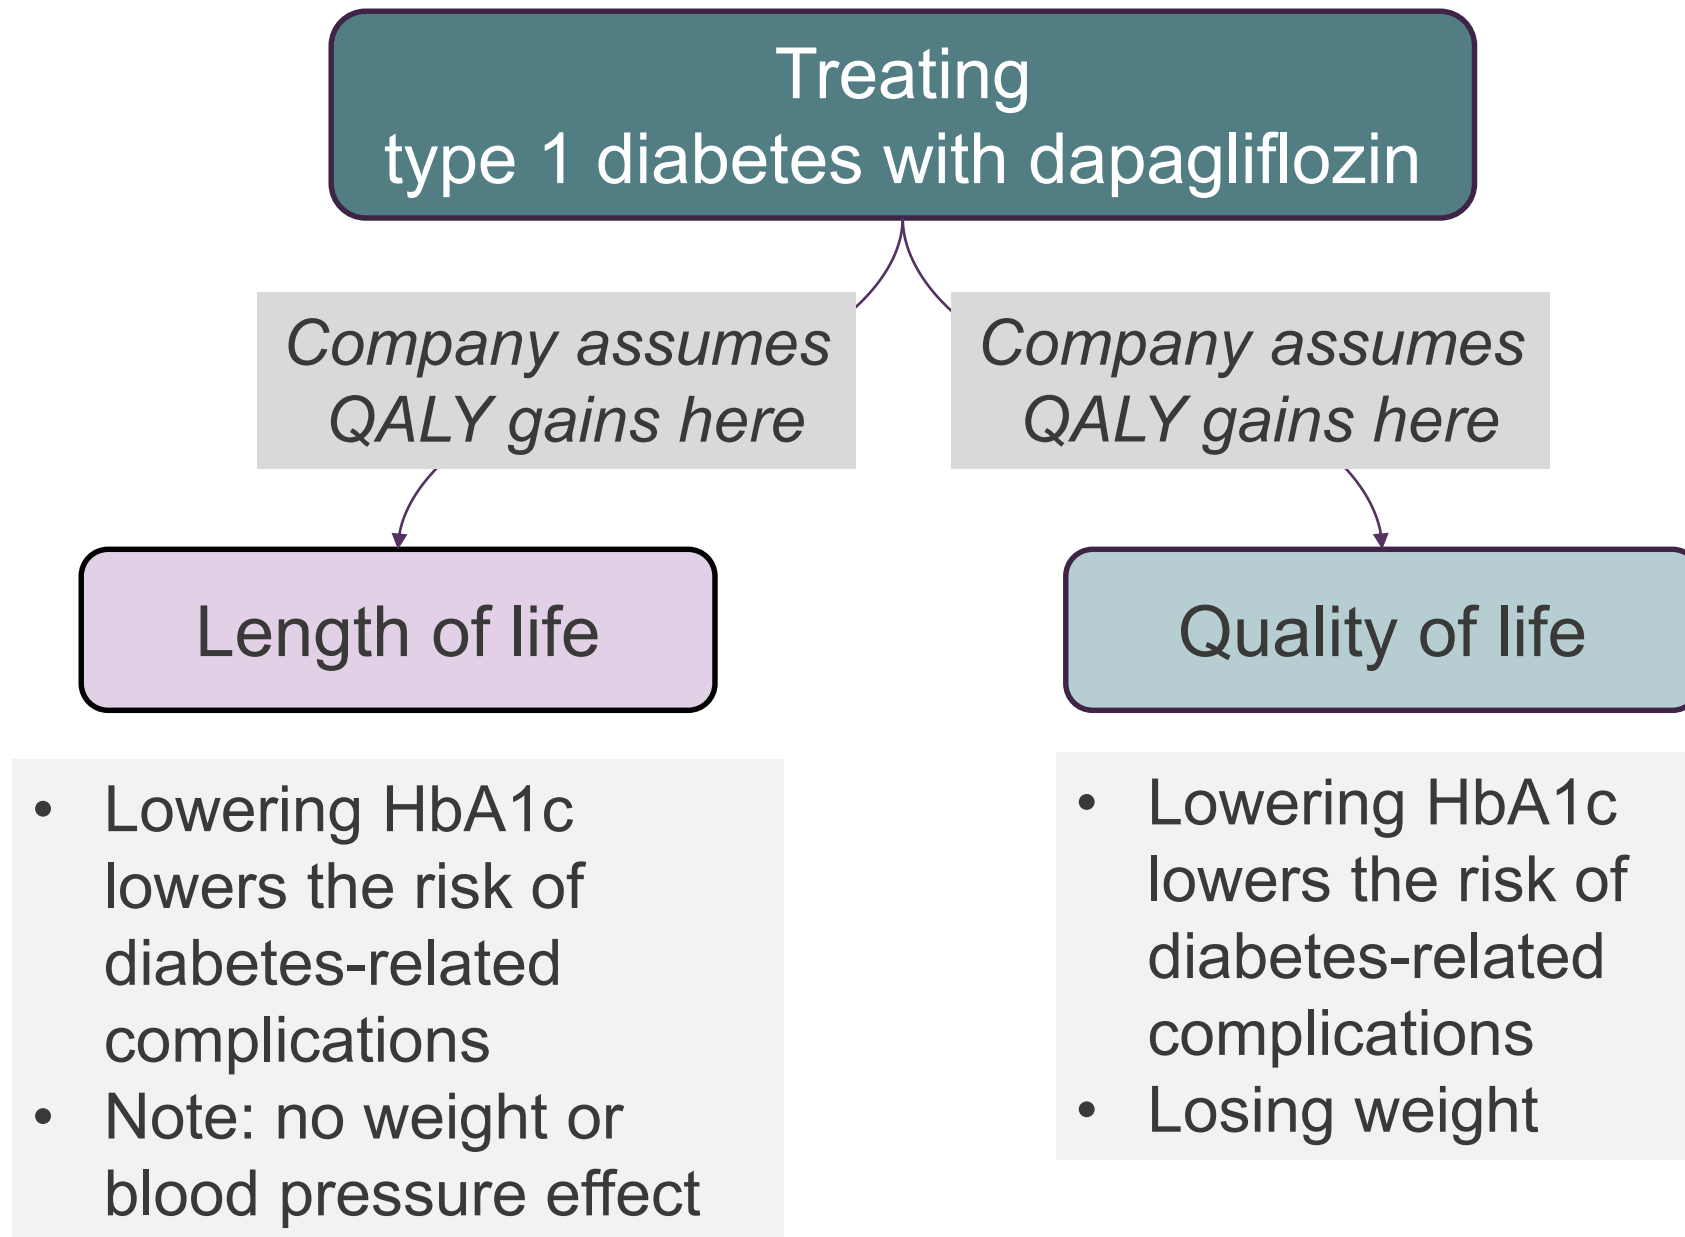 Treating
type 1 diabetes with dapagliflozin
Company assumes
QALY gains here
Company assumes
QALY gains here
Length of life
Quality of life
• Lowering HbA1c
lowers the risk of
diabetes-related
complications
• Note: no weight or
blood pressure effect
• Lowering HbA1c
lowers the risk of
diabetes-related
complications
• Losing weight